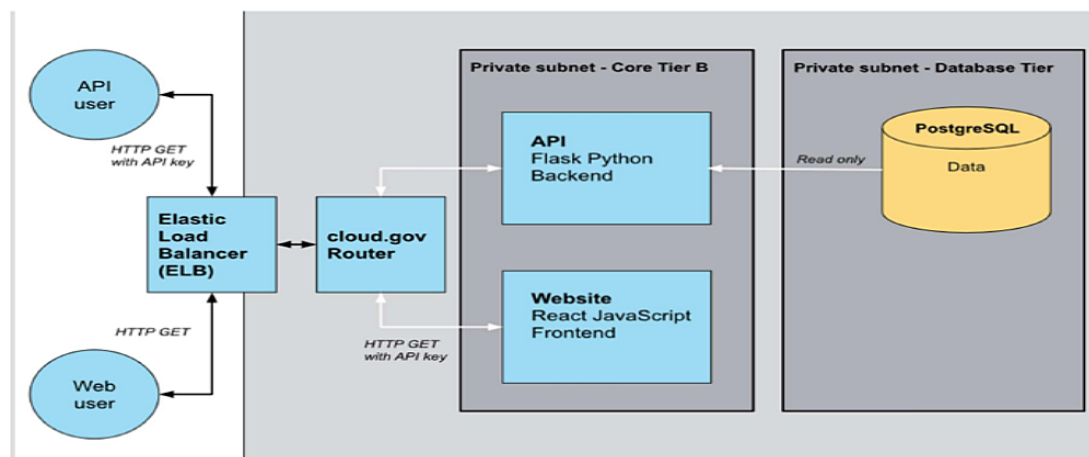 Private subnet - Core Tier B
Private subnet - Database Tier
API
user
HTTP GET
with API key
API
Flask Python
Backend
Read only
PostgreSQL
Data
Elastic
Load
Balancer
(ELB)
cloud.gov
Router
Website
React JavaScript
Frontend
HTTP GET
HTTP GET
with API key
Web
user